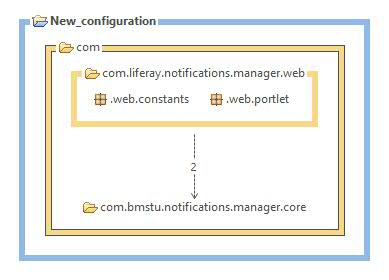 New_configuration
com
com.liferay.notifications.manager.web
.web.constants .web.portlet
2
com.bmstu.notifications.manager.core